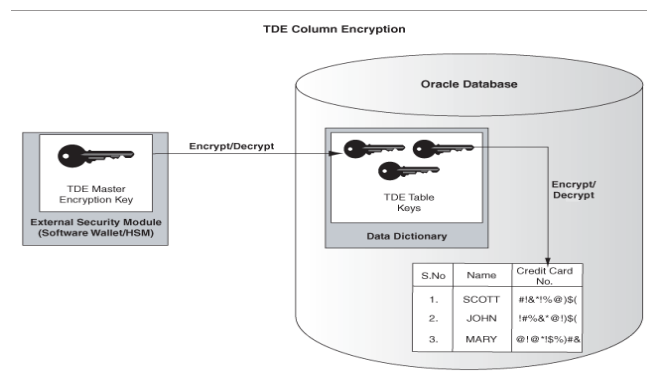 TDE Column Encryption
Oracle Database
Encrypt/Decrypt
TDE Master
Encryption Key
External Security Module
(Software Wallet/HSM)
TDE Table
Keys
Data Dictionary
Encrypt/
Decrypt
S.No Name Credit Card No.
1. SCOTT #!&*!%@)$(
2. JOHN !#%&*@!)$(
3. MARY @!@*!$%)#&